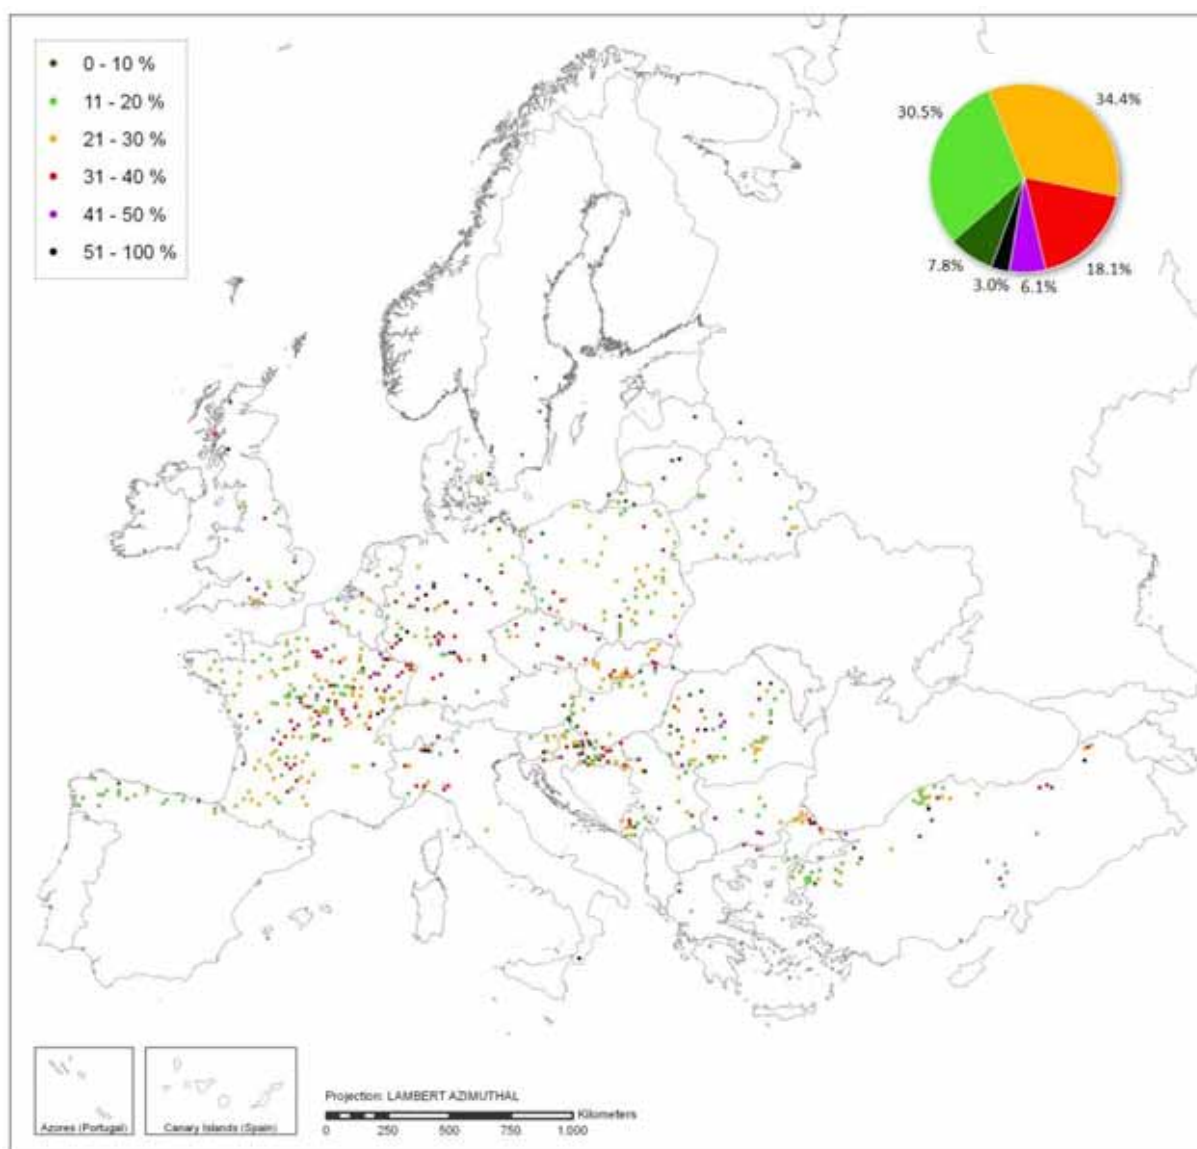 0 - 10 %
11 - 20 %
21 - 30 %
31 - 40 %
41 - 50 %
51 - 100 %
30.5%
34.4%
7.8%
3.0%
6.1%
18.1%
Azores (Portugal)
Canary Islands (Spain)
Projection: LAMBERT AZIMUTHAL
Kilometers
0 250 500 750 1.000